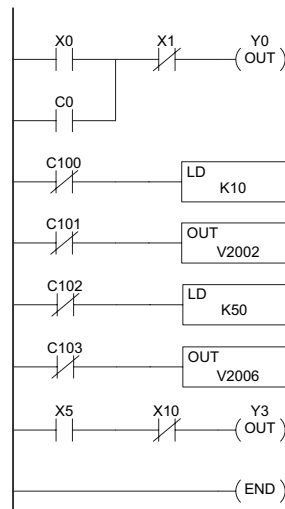 X0 X1 Y0
OUT
C0
C100
LD
K10
C101
OUT
V2002
C102
LD
K50
C103
OUT
V2006
X5 X10 Y3
OUT
END